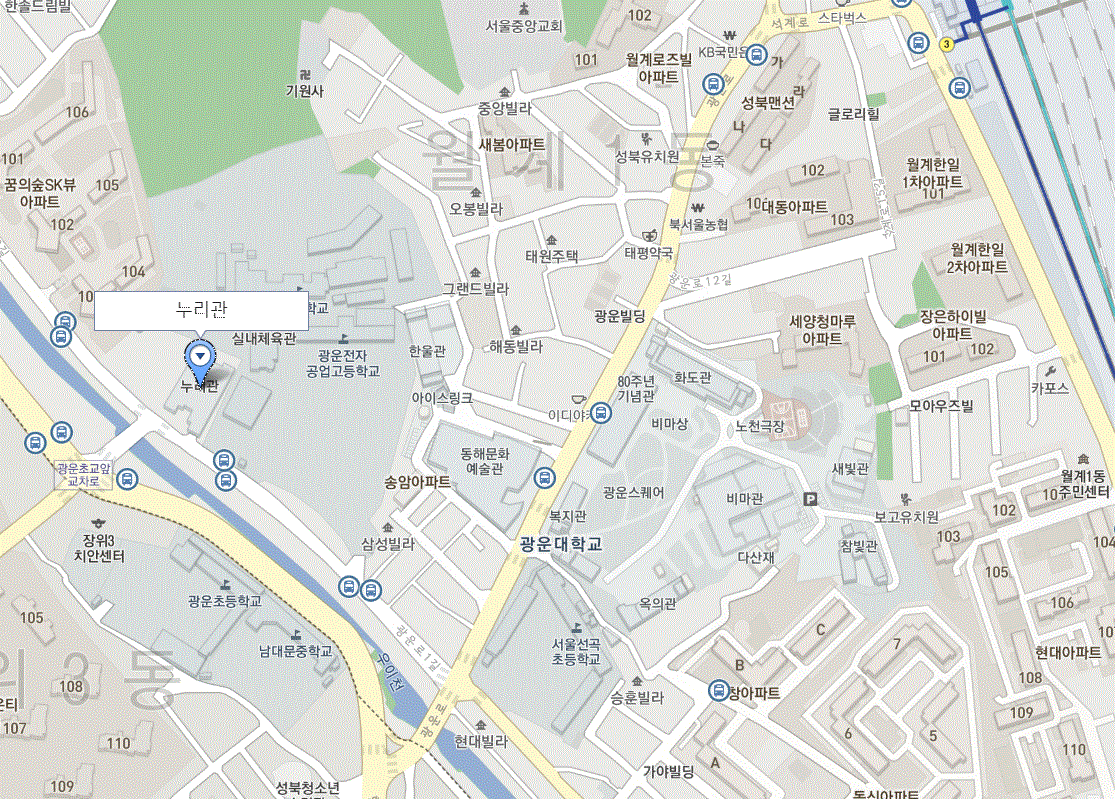 한솔드림빌
서울중앙교회
102
석계로
스타벅스
101
월계로즈빌
아파트
KB국민은
3
기원사
중앙빌라
성북맨션
가
라
나
다
글로리힐
106
새봄아파트
월계1동
성북유치원
본죽
101
꿈의숲SK뷰
아파트
105
102
102
월계한일
1차아파트
101
오봉빌라
북서울농협
대동아파트
103
104
태원주택
태평약국
월계한일
2차아파트
그랜드빌라
광운로12길
누리관
학교
광운빌딩
세양청마루
아파트
장은하이빌
아파트
101
102
실내체육관
광운전자
공업고등학교
한울관
해동빌라
누리관
아이스링크
80주년
기념관
화도관
카포스
비마상
노천극장
모아우즈빌
동해문화
예술관
송암아파트
광운초교앞
교차로
광운스퀘어
비마관
새빛관
P
월계1동
주민센터
보고유치원
102
복지관
장위3
치안센터
삼성빌라
광운대학교
다산재
참빛관
103
104
105
광운초등학교
옥의관
106
105
남대문중학교
광운로1길
서울선곡
초등학교
C
7
현대아파트
3동
108
우이천
B
창아파트
승훈빌라
108
107
109
110
광운로
현대빌라
6
5
110
109
가야빌딩
A
성북청소년
동신아파트